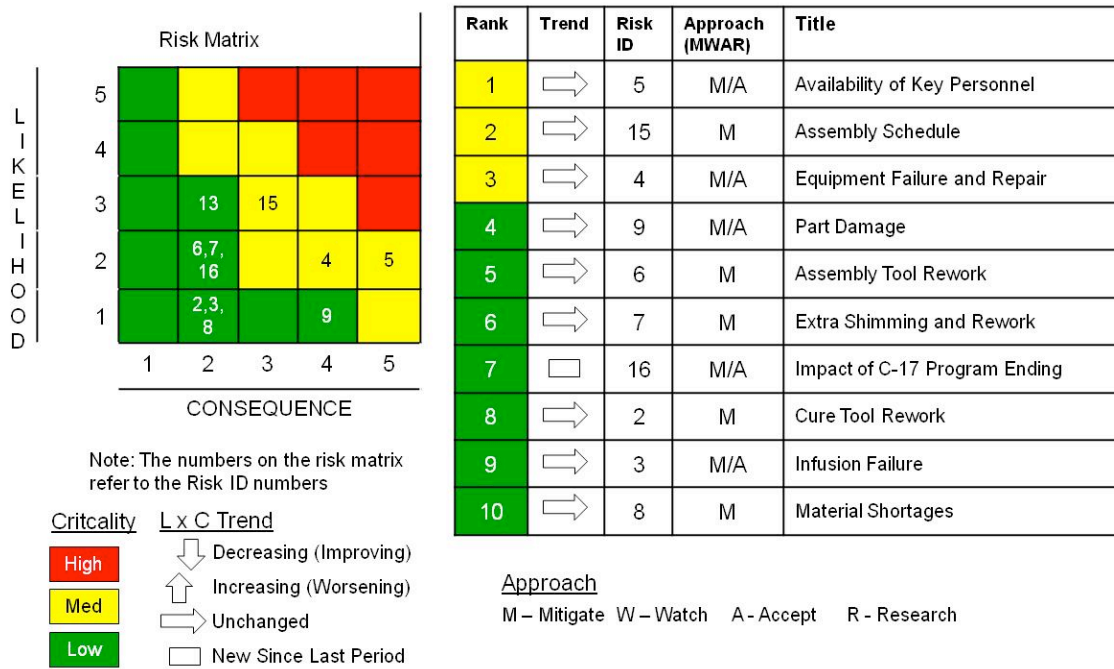 Risk Matrix
LIKELIHOOD
5
4
3 13 15
2 6,7, 4 5
16
1 2,3, 9
8
1 2 3 4 5
CONSEQUENCE
Note: The numbers on the risk matrix
refer to the Risk ID numbers
Critcality
High
Med
Low
L x C Trend
Decreasing (Improving)
Increasing (Worsening)
Unchanged
New Since Last Period
Rank Trend Risk ID Approach (MWAR) Title
1 5 M/A Availability of Key Personnel
2 15 M Assembly Schedule
3 4 M/A Equipment Failure and Repair
4 9 M/A Part Damage
5 6 M Assembly Tool Rework
6 7 M Extra Shimming and Rework
7 16 M/A Impact of C-17 Program Ending
8 2 M Cure Tool Rework
9 3 M/A Infusion Failure
10 8 M Material Shortages
Approach
M – Mitigate W – Watch A - Accept R - Research